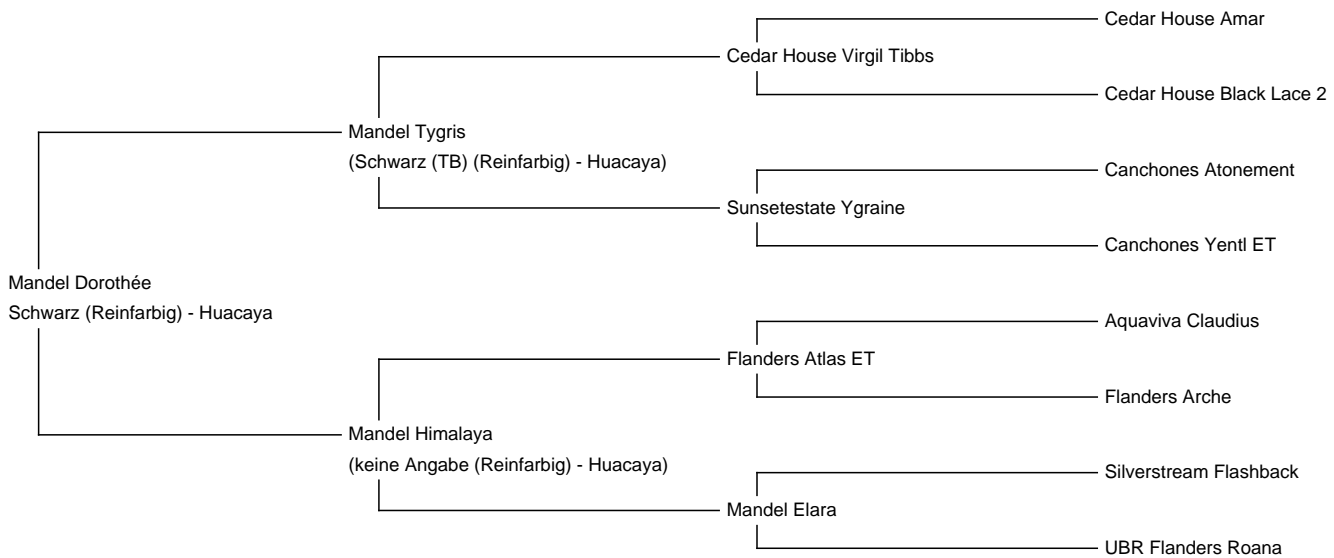 Cedar House Amar
Cedar House Virgil Tibbs
Cedar House Black Lace 2
Mandel Tygris
(Schwarz (TB) (Reinfarbig) - Huacaya)
Canchones Atonement
Sunsetestate Ygraine
Canchones Yentl ET
Mandel Dorothée
Schwarz (Reinfarbig) - Huacaya
Aquaviva Claudius
Flanders Atlas ET
Flanders Arche
Mandel Himalaya
(keine Angabe (Reinfarbig) - Huacaya)
Silverstream Flashback
Mandel Elara
UBR Flanders Roana